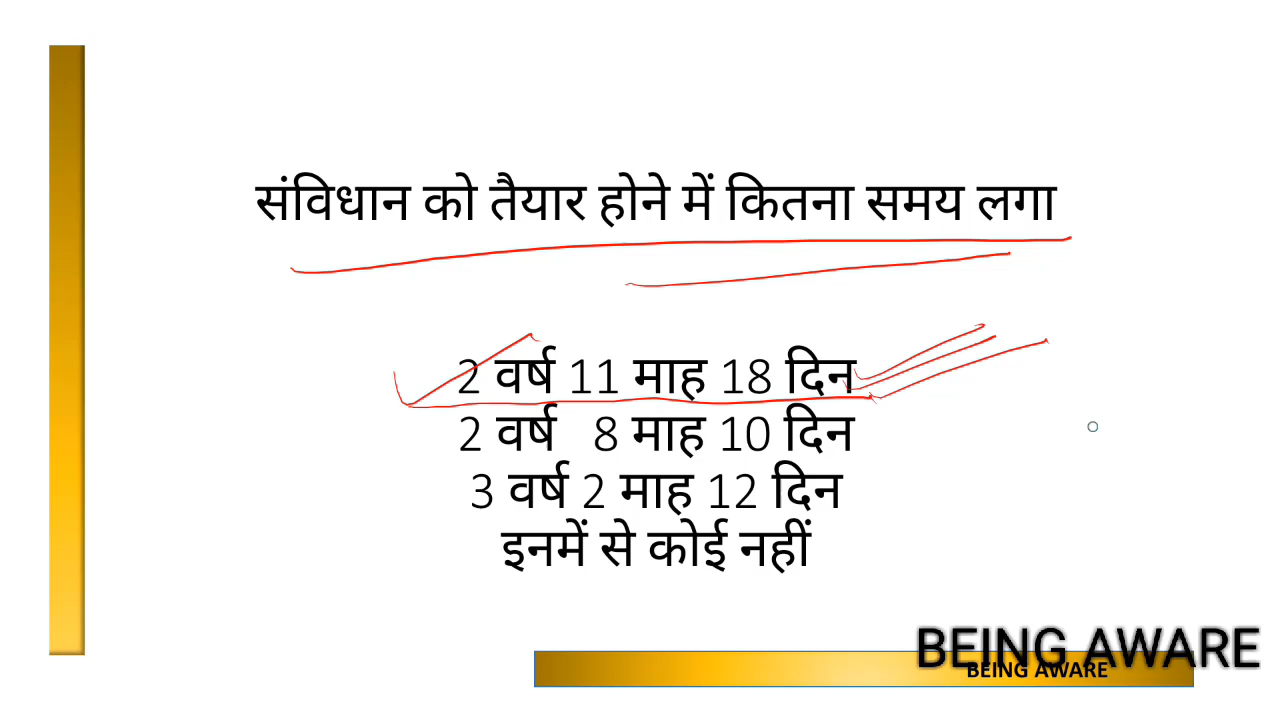 संविधान को तैयार होने में कितना समय लगा
2 वर्ष 11 माह 18 दिन
2 वर्ष 8 माह 10 दिन
3 वर्ष 2 माह 12 दिन
इनमें से कोई नहीं
BEING AWARE
BEING AWARE